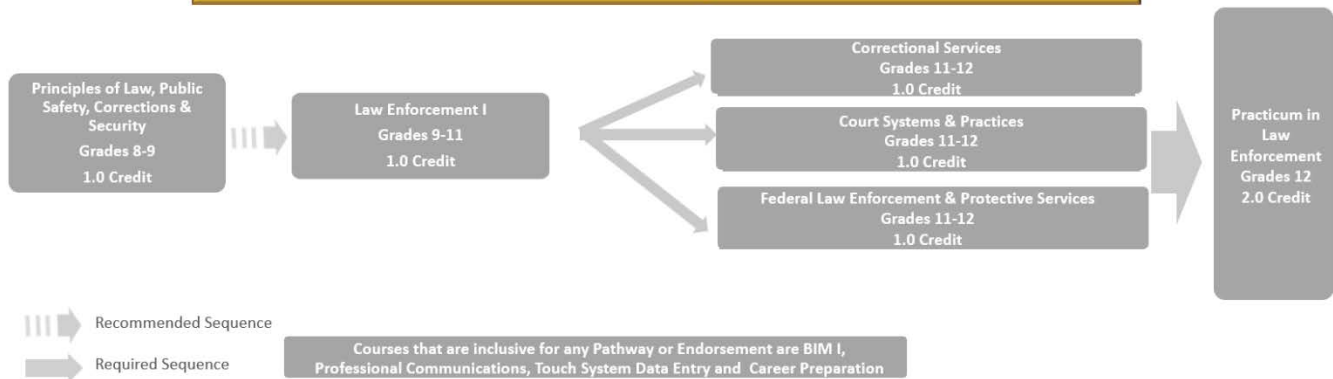 Principles of Law, Public
Safety, Corrections &
Security
Grades 8-9
1.0 Credit
Law Enforcement I
Grades 9-11
1.0 Credit
Correctional Services
Grades 11-12
1.0 Credit
Court Systems & Practices
Grades 11-12
1.0 Credit
Federal Law Enforcement & Protective Services
Grades 11-12
1.0 Credit
Practicum in
Law
Enforcement
Grades 12
2.0 Credit
Recommended Sequence
Required Sequence
Courses that are inclusive for any Pathway or Endorsement are BIM I,
Professional Communications, Touch System Data Entry and Career Preparation